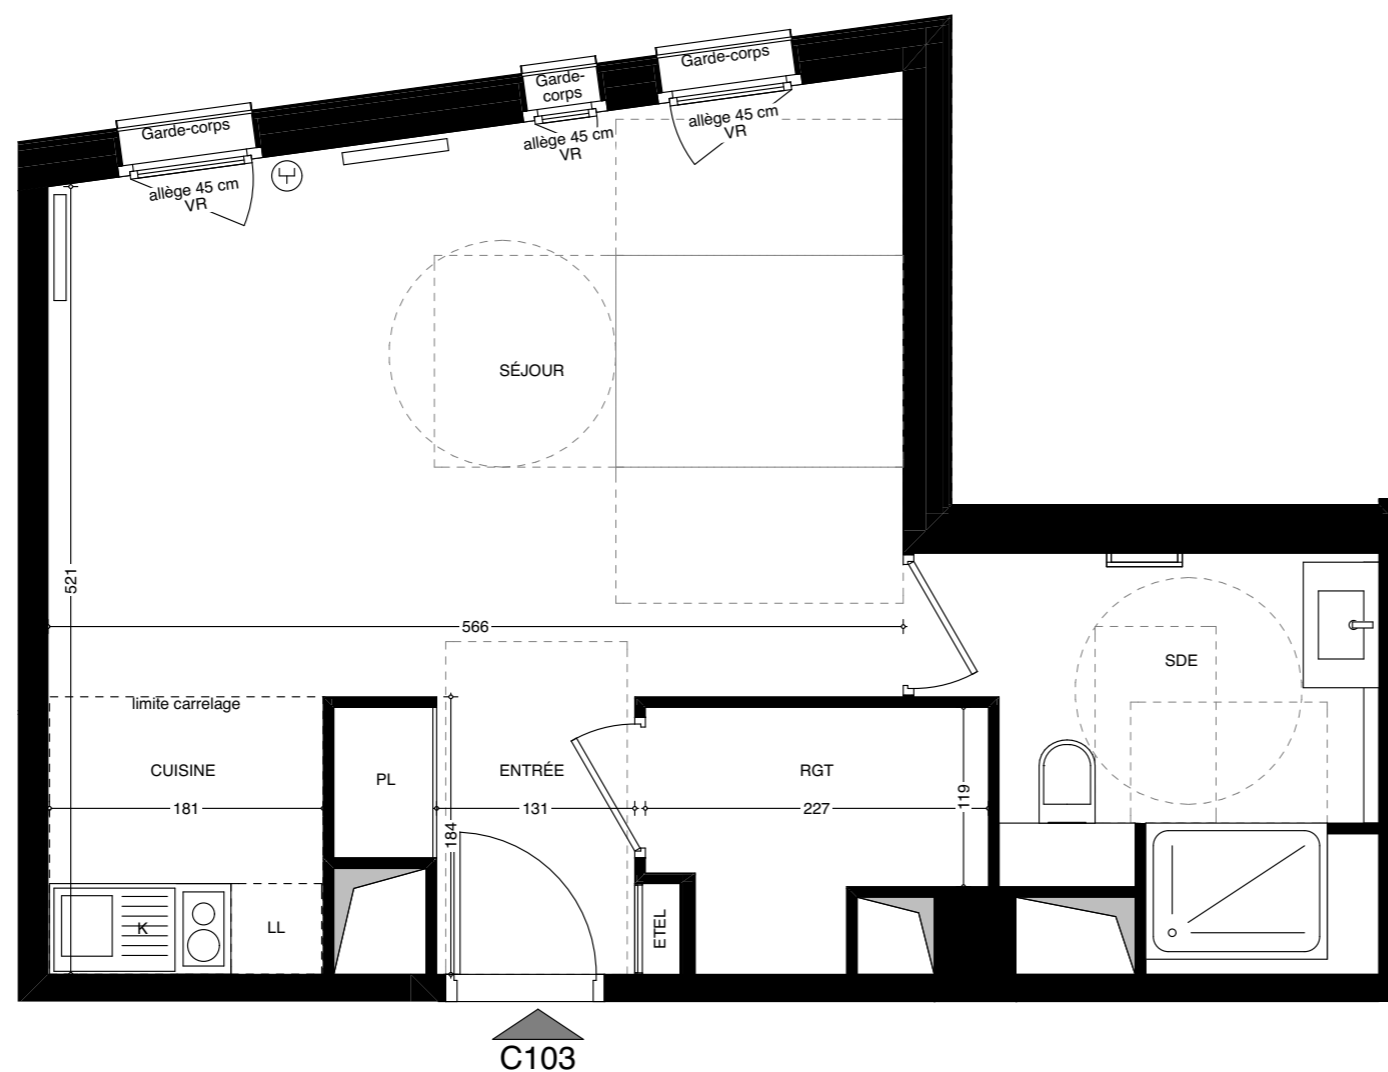 Garde-corps
Garde-
corps
Garde-corps
allège 45 cm
VR
allège 45 cm
VR
allège 45 cm
VR
SÉJOUR
521
566
SDE
limite carrelage
CUISINE
PL
ENTRÉE
RGT
181
131
227
119
184
K
LL
ETEL
C103